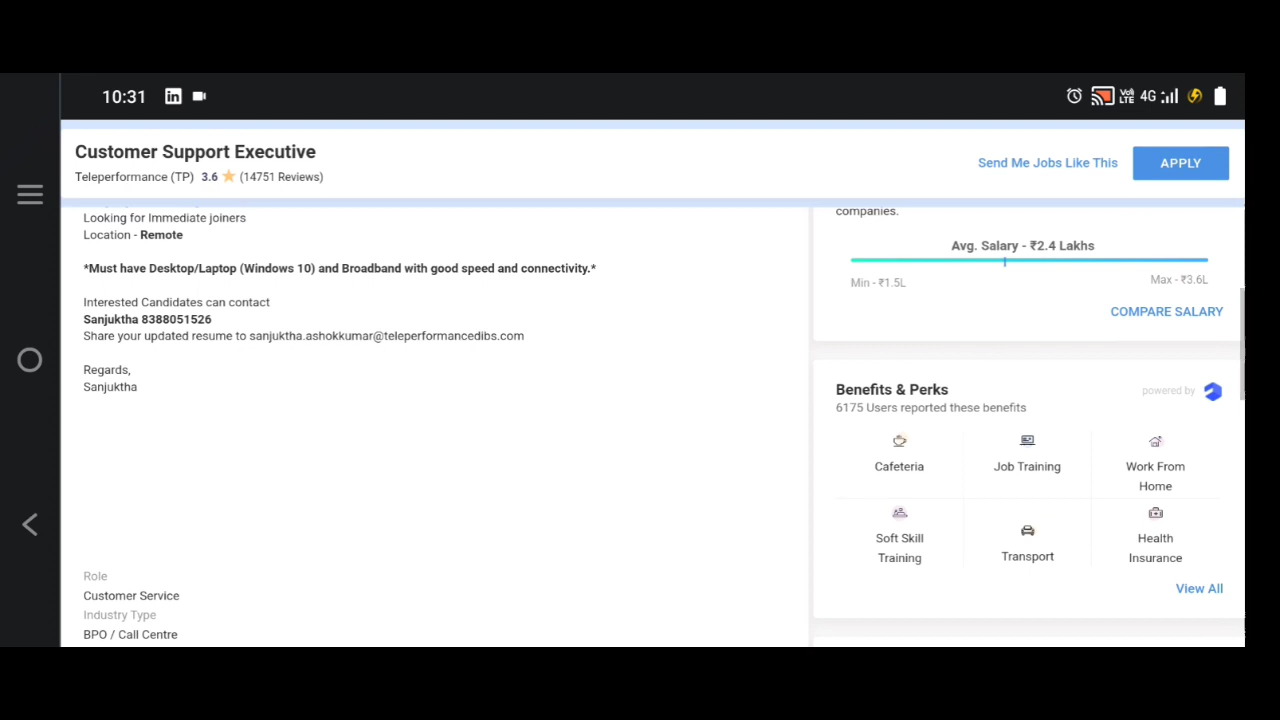 10:31
in
Vo)
LTE
4G
Customer Support Executive
Teleperformance (TP) 3.6 (14751 Reviews)
Send Me Jobs Like This
APPLY
Looking for Immediate joiners
Location - Remote
*Must have Desktop/Laptop (Windows 10) and Broadband with good speed and connectivity.*
Interested Candidates can contact
Sanjuktha 8388051526
Share your updated resume to sanjuktha.ashokkumar@teleperformancedibs.com
Regards,
Sanjuktha
Role
Customer Service
Industry Type
BPO / Call Centre
companies.
Avg. Salary - ₹2.4 Lakhs
Min - ₹1.5L
Max - ₹3.6L
COMPARE SALARY
Benefits & Perks
powered by
6175 Users reported these benefits
Cafeteria
Job Training
Work From
Home
Soft Skill
Training
Transport
Health
Insurance
View All